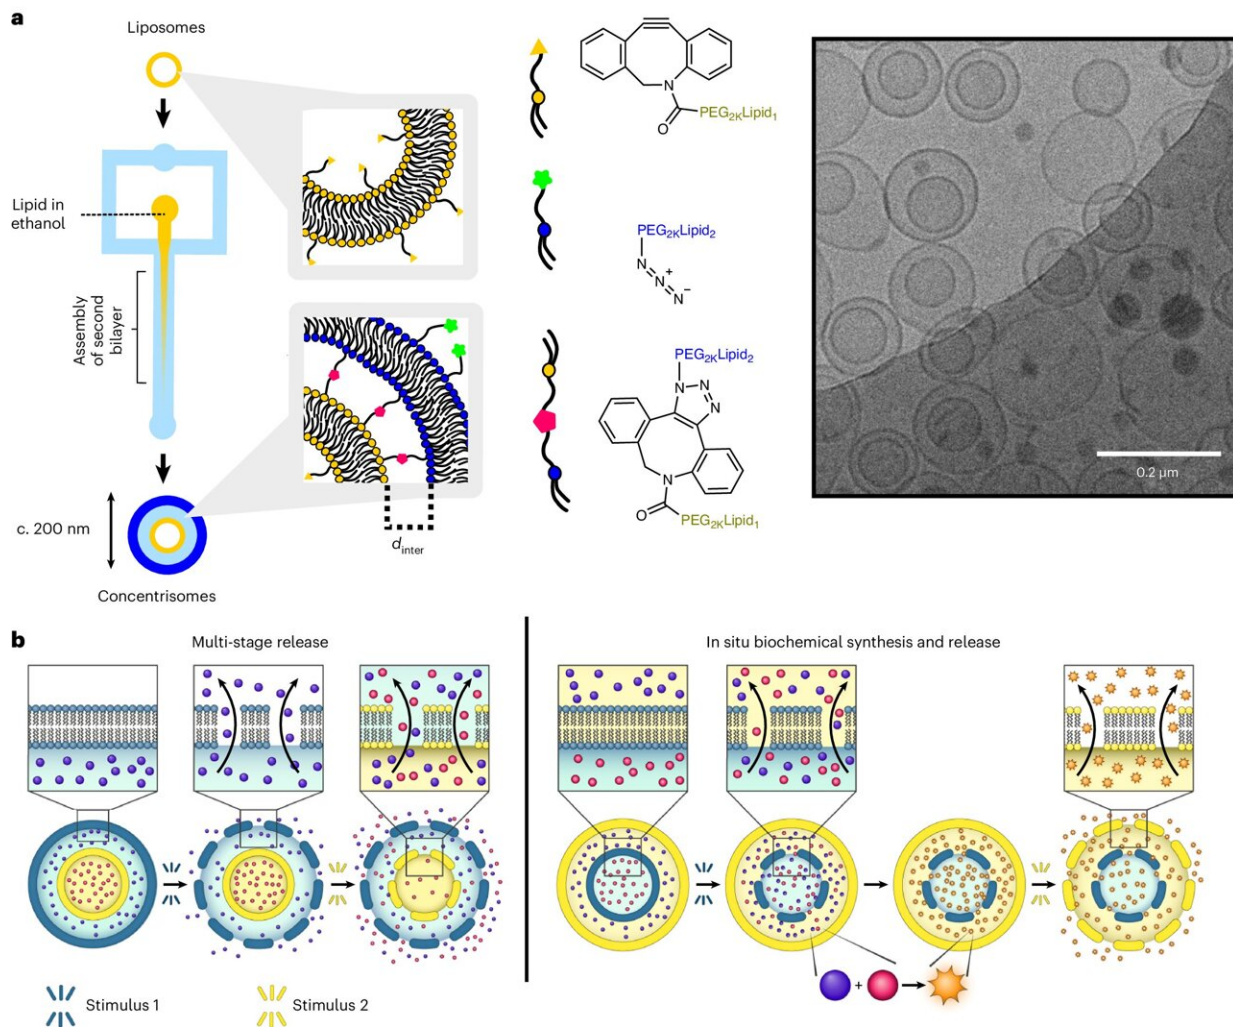 a
Liposomes
Lipid in
ethanol
Assembly
of second
bilayer
c. 200 nm
Concentrisomes
d_inter
N
O
PEG2KLipid1
PEG2KLipid2
N
N
+
N
−
PEG2KLipid2
N
N
N
N
O
PEG2KLipid1
0.2 µm
b
Multi-stage release
In situ biochemical synthesis and release
+
Stimulus 1
Stimulus 2